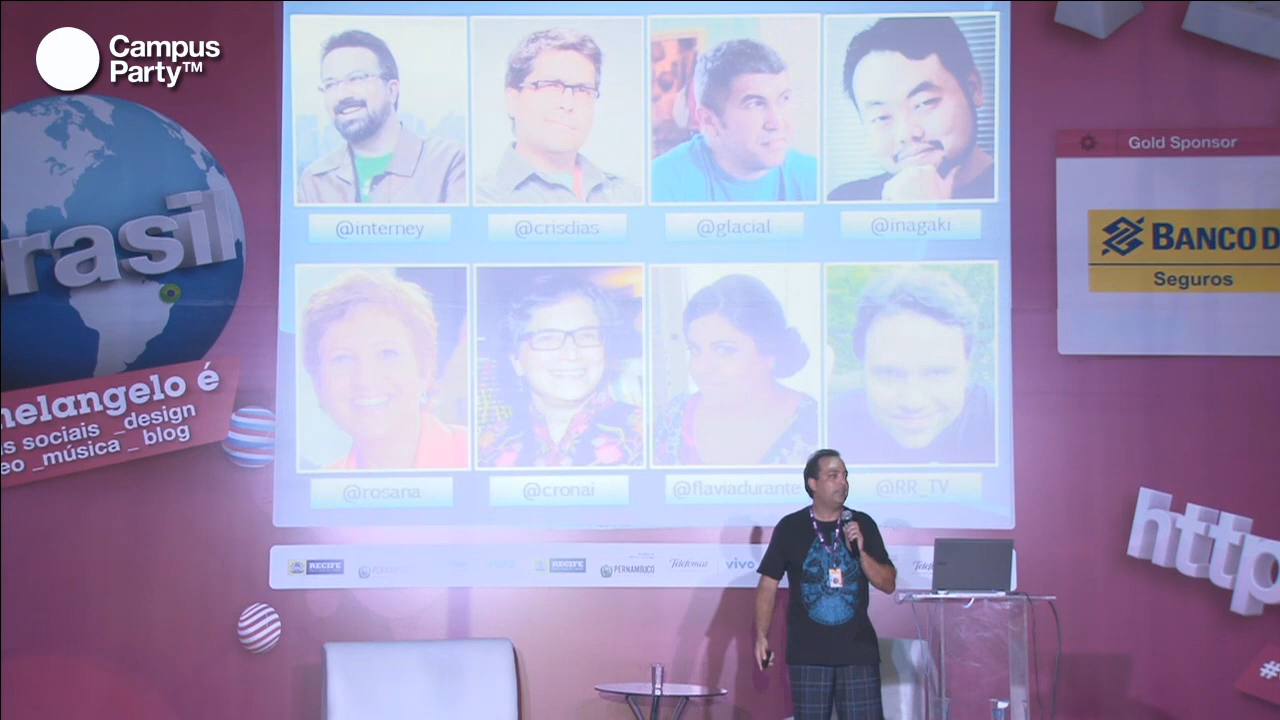 Campus
Party™
rasil
helangelo é
s sociais _design
eo _música _ blog
@interney
@crisdias
@glacial
@inagaki
@rosana
@cronai
@flaviadurante
@RR_TV
Gold Sponsor
BANCO D
Seguros
RECIFE
RECIFE
PERNAMBUCO
Telefonica
vivo
http
#